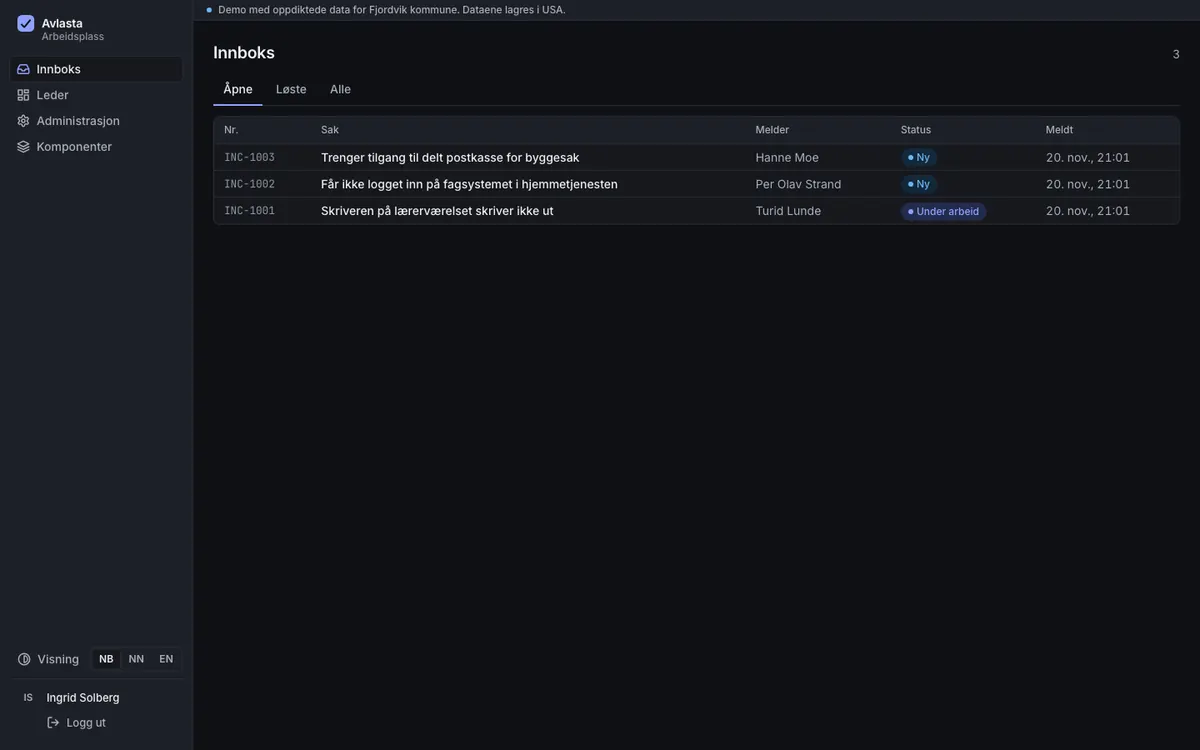 Avlasta
Arbeidsplass
Innboks
Leder
Administrasjon
Komponenter
Visning NB NN EN
IS Ingrid Solberg
Logg ut
Demo med oppdiktede data for Fjordvik kommune. Dataene lagres i USA.
Innboks 3
Åpne Løste Alle
Nr. Sak Melder Status Meldt
INC-1003 Trenger tilgang til delt postkasse for byggesak Hanne Moe Ny 20. nov., 21:01
INC-1002 Får ikke logget inn på fagsystemet i hjemmetjenesten Per Olav Strand Ny 20. nov., 21:01
INC-1001 Skriveren på lærerværelset skriver ikke ut Turid Lunde Under arbeid 20. nov., 21:01